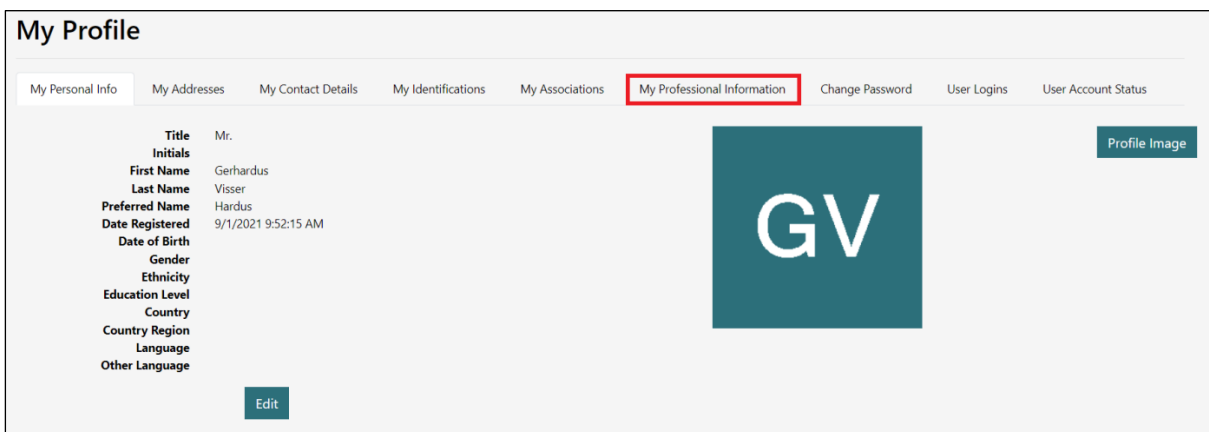 My Profile
My Personal Info My Addresses My Contact Details My Identifications My Associations My Professional Information Change Password User Logins User Account Status
Title Mr.
Initials
First Name Gerhardus
Last Name Visser
Preferred Name Hardus
Date Registered 9/1/2021 9:52:15 AM
Date of Birth
Gender
Ethnicity
Education Level
Country
Country Region
Language
Other Language
Edit
GV
Profile Image